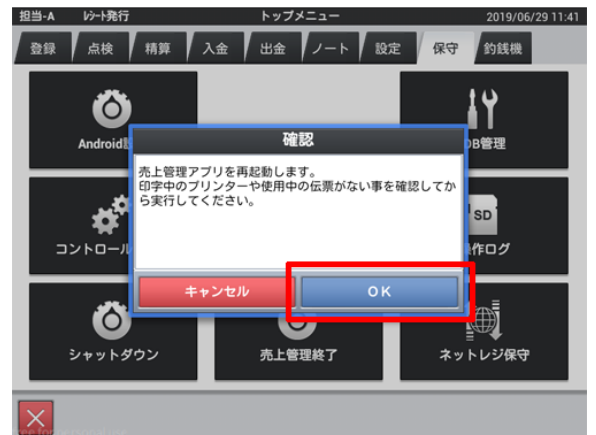 担当-A レシート発行 トップメニュー 2019/06/29 11:41
登録 点検 精算 入金 出金 ノート 設定 保守 釣銭機
Android
DB管理
確認
売上管理アプリを再起動します。
印字中のプリンターや使用中の伝票がない事を確認してか
ら実行してください。
コントロール
SD
作ログ
キャンセル OK
シャットダウン 売上管理終了 ネットレジ保守